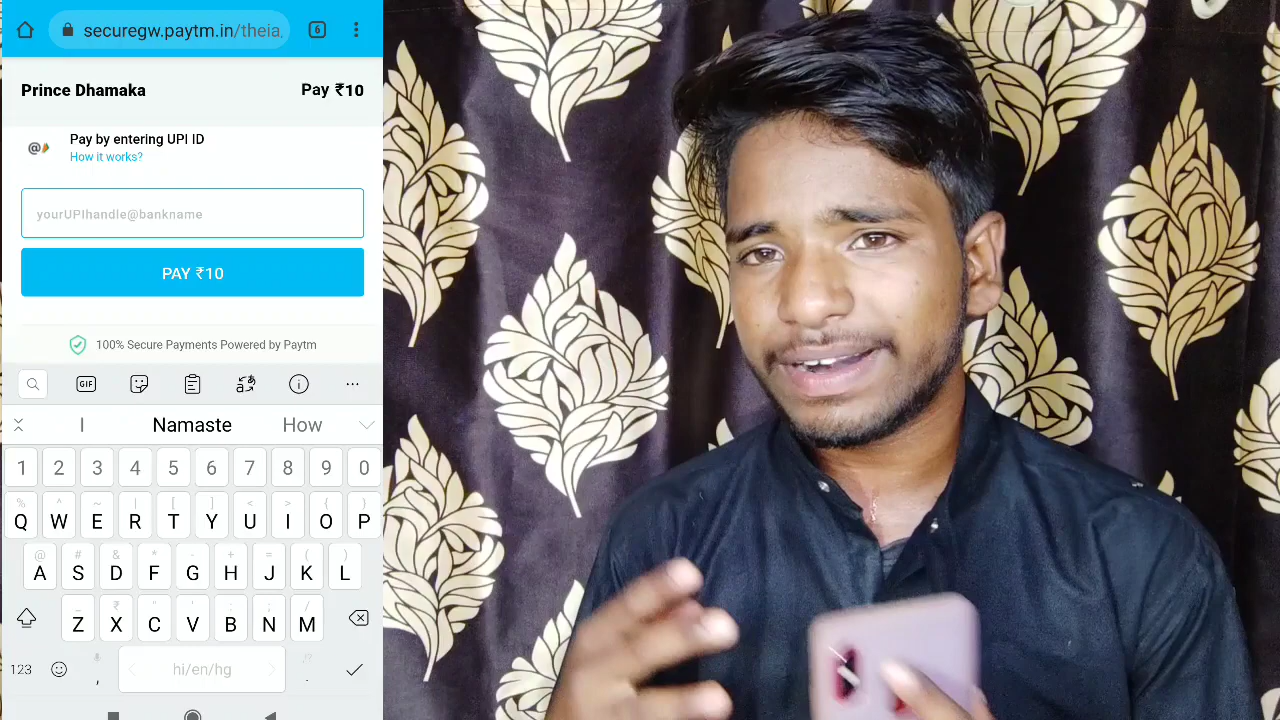 securegw.paytm.in/theia
6
Prince Dhamaka
Pay ₹10
@
Pay by entering UPI ID
How it works?
yourUPIhandle@bankname
PAY ₹10
100% Secure Payments Powered by Paytm
GIF
I Namaste How
1 2 3 4 5 6 7 8 9 0
% ^ ~ | [ ] < > { }
Q W E R T Y U I O P
@ # & * - + = ( )
A S D F G H J K L
_ ₹ " ' : ; /
Z X C V B N M
123 , hi/en/hg .